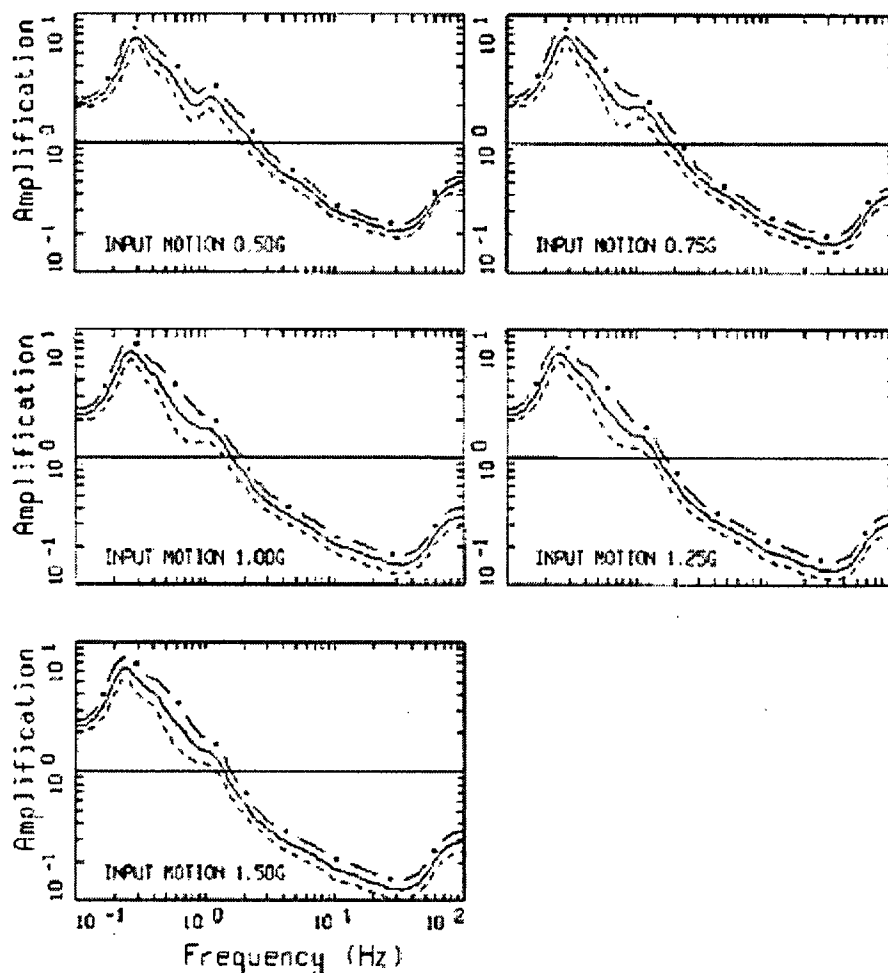 Amplification
10 1
10 0
10 -1
INPUT MOTION 0.50G
10 1
10 0
10 -1
INPUT MOTION 0.75G
Amplification
10 1
10 0
10 -1
INPUT MOTION 1.00G
10 1
10 0
10 -1
INPUT MOTION 1.25G
Amplification
10 1
10 0
10 -1
INPUT MOTION 1.50G
10 -1
10 0
10 1
10 2
Frequency (Hz)